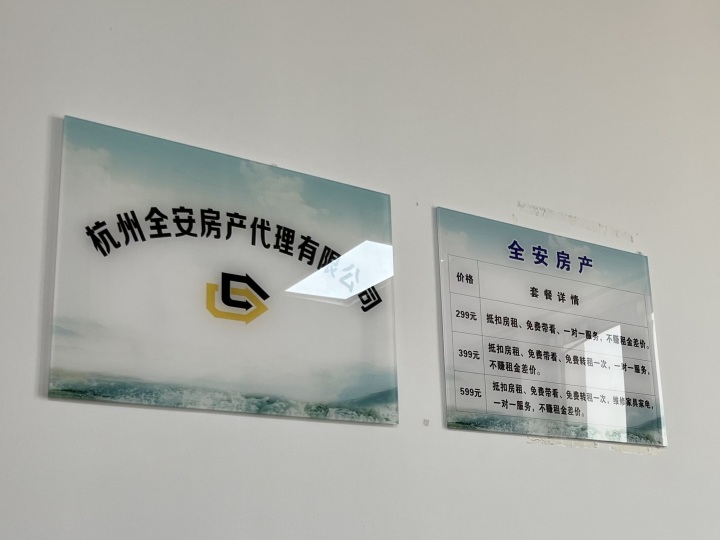 杭州全安房产代理有限公司
全安房产
价格
套餐详情
299元
抵扣房租、免费带看、一对一服务、不赚租金差价。
399元
抵扣房租、免费带看、免费转租一次、一对一服务、
不赚租金差价。
599元
抵扣房租、免费带看、免费转租一次、维修家具家电,
一对一服务,不赚租金差价。